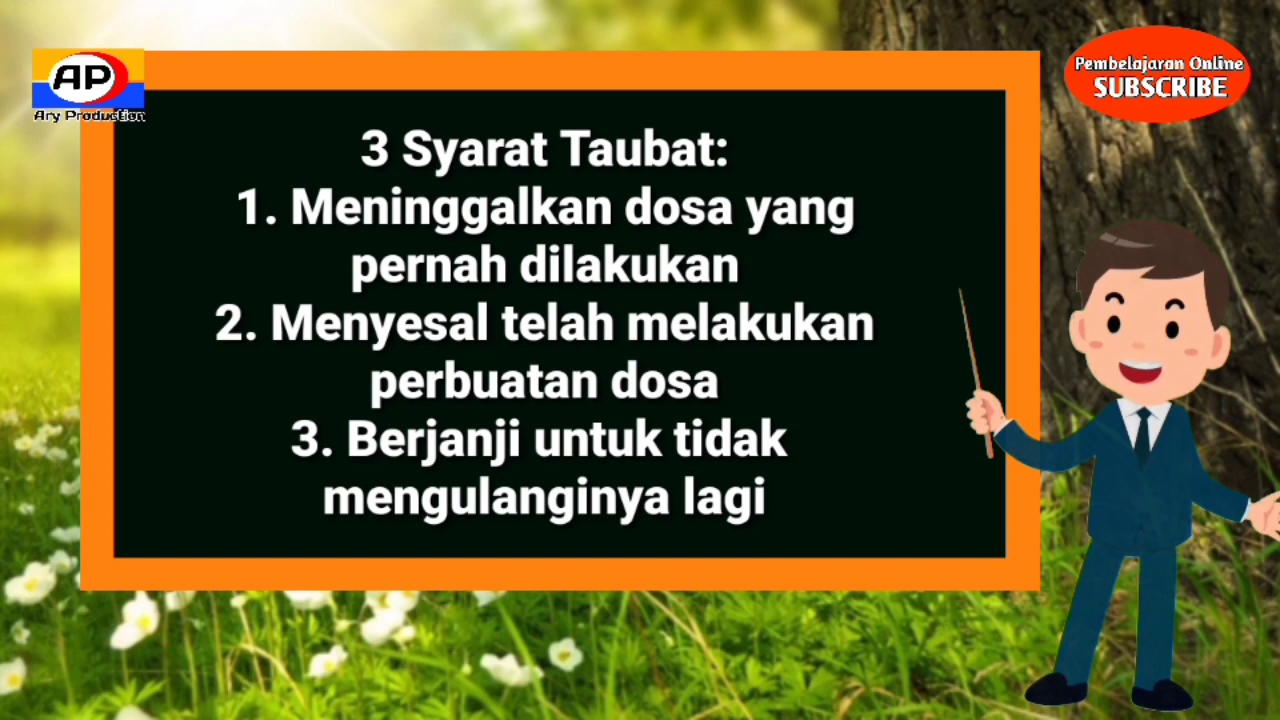 AP
Ary Production
Pembelajaran Online
SUBSCRIBE
3 Syarat Taubat:
1. Meninggalkan dosa yang
pernah dilakukan
2. Menyesal telah melakukan
perbuatan dosa
3. Berjanji untuk tidak
mengulanginya lagi